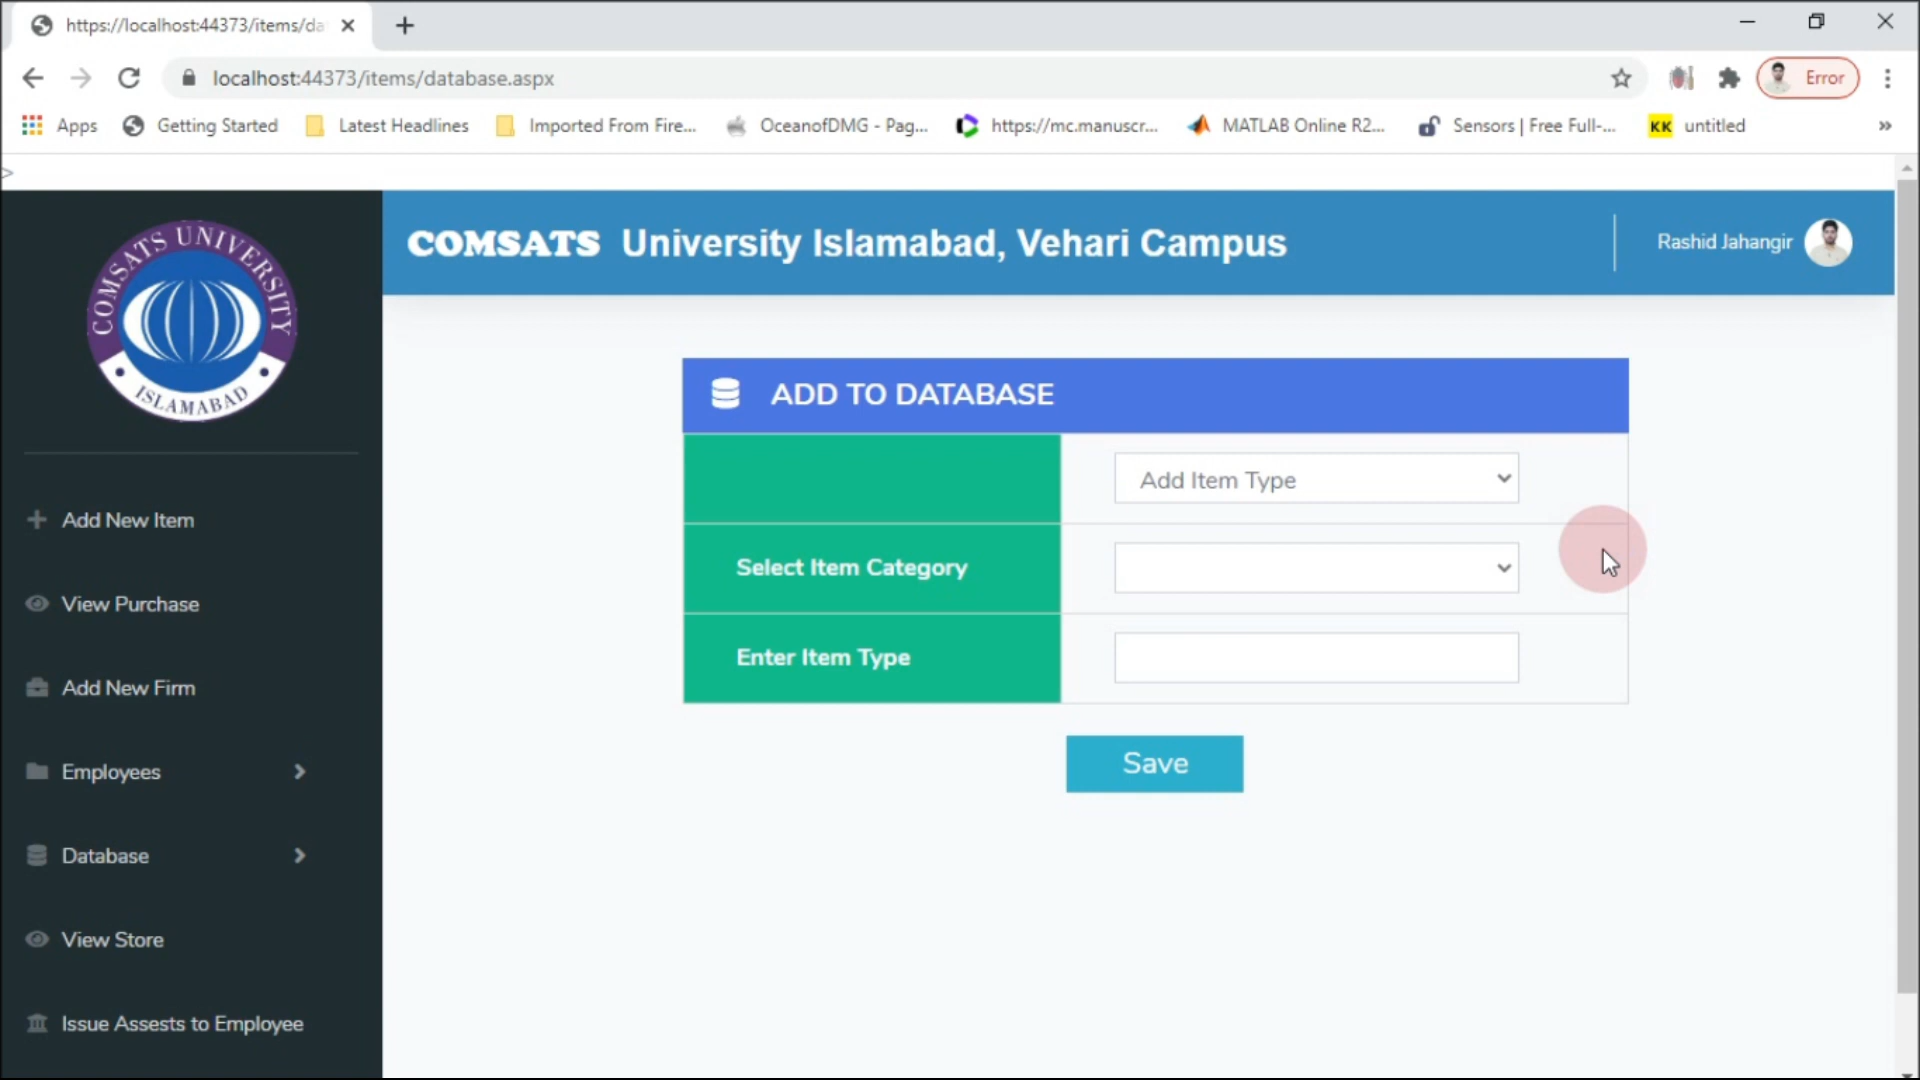 https://localhost:44373/items/da
localhost:44373/items/database.aspx
Error
Apps
Getting Started
Latest Headlines
Imported From Fire...
OceanofDMG - Pag...
https://mc.manuscr...
MATLAB Online R2...
Sensors | Free Full-...
KK untitled
»
>
COMSATS UNIVERSITY
ISLAMABAD
COMSATS University Islamabad, Vehari Campus
Rashid Jahangir
ADD TO DATABASE
Add Item Type
Select Item Category
Enter Item Type
Save
Add New Item
View Purchase
Add New Firm
Employees
Database
View Store
Issue Assests to Employee